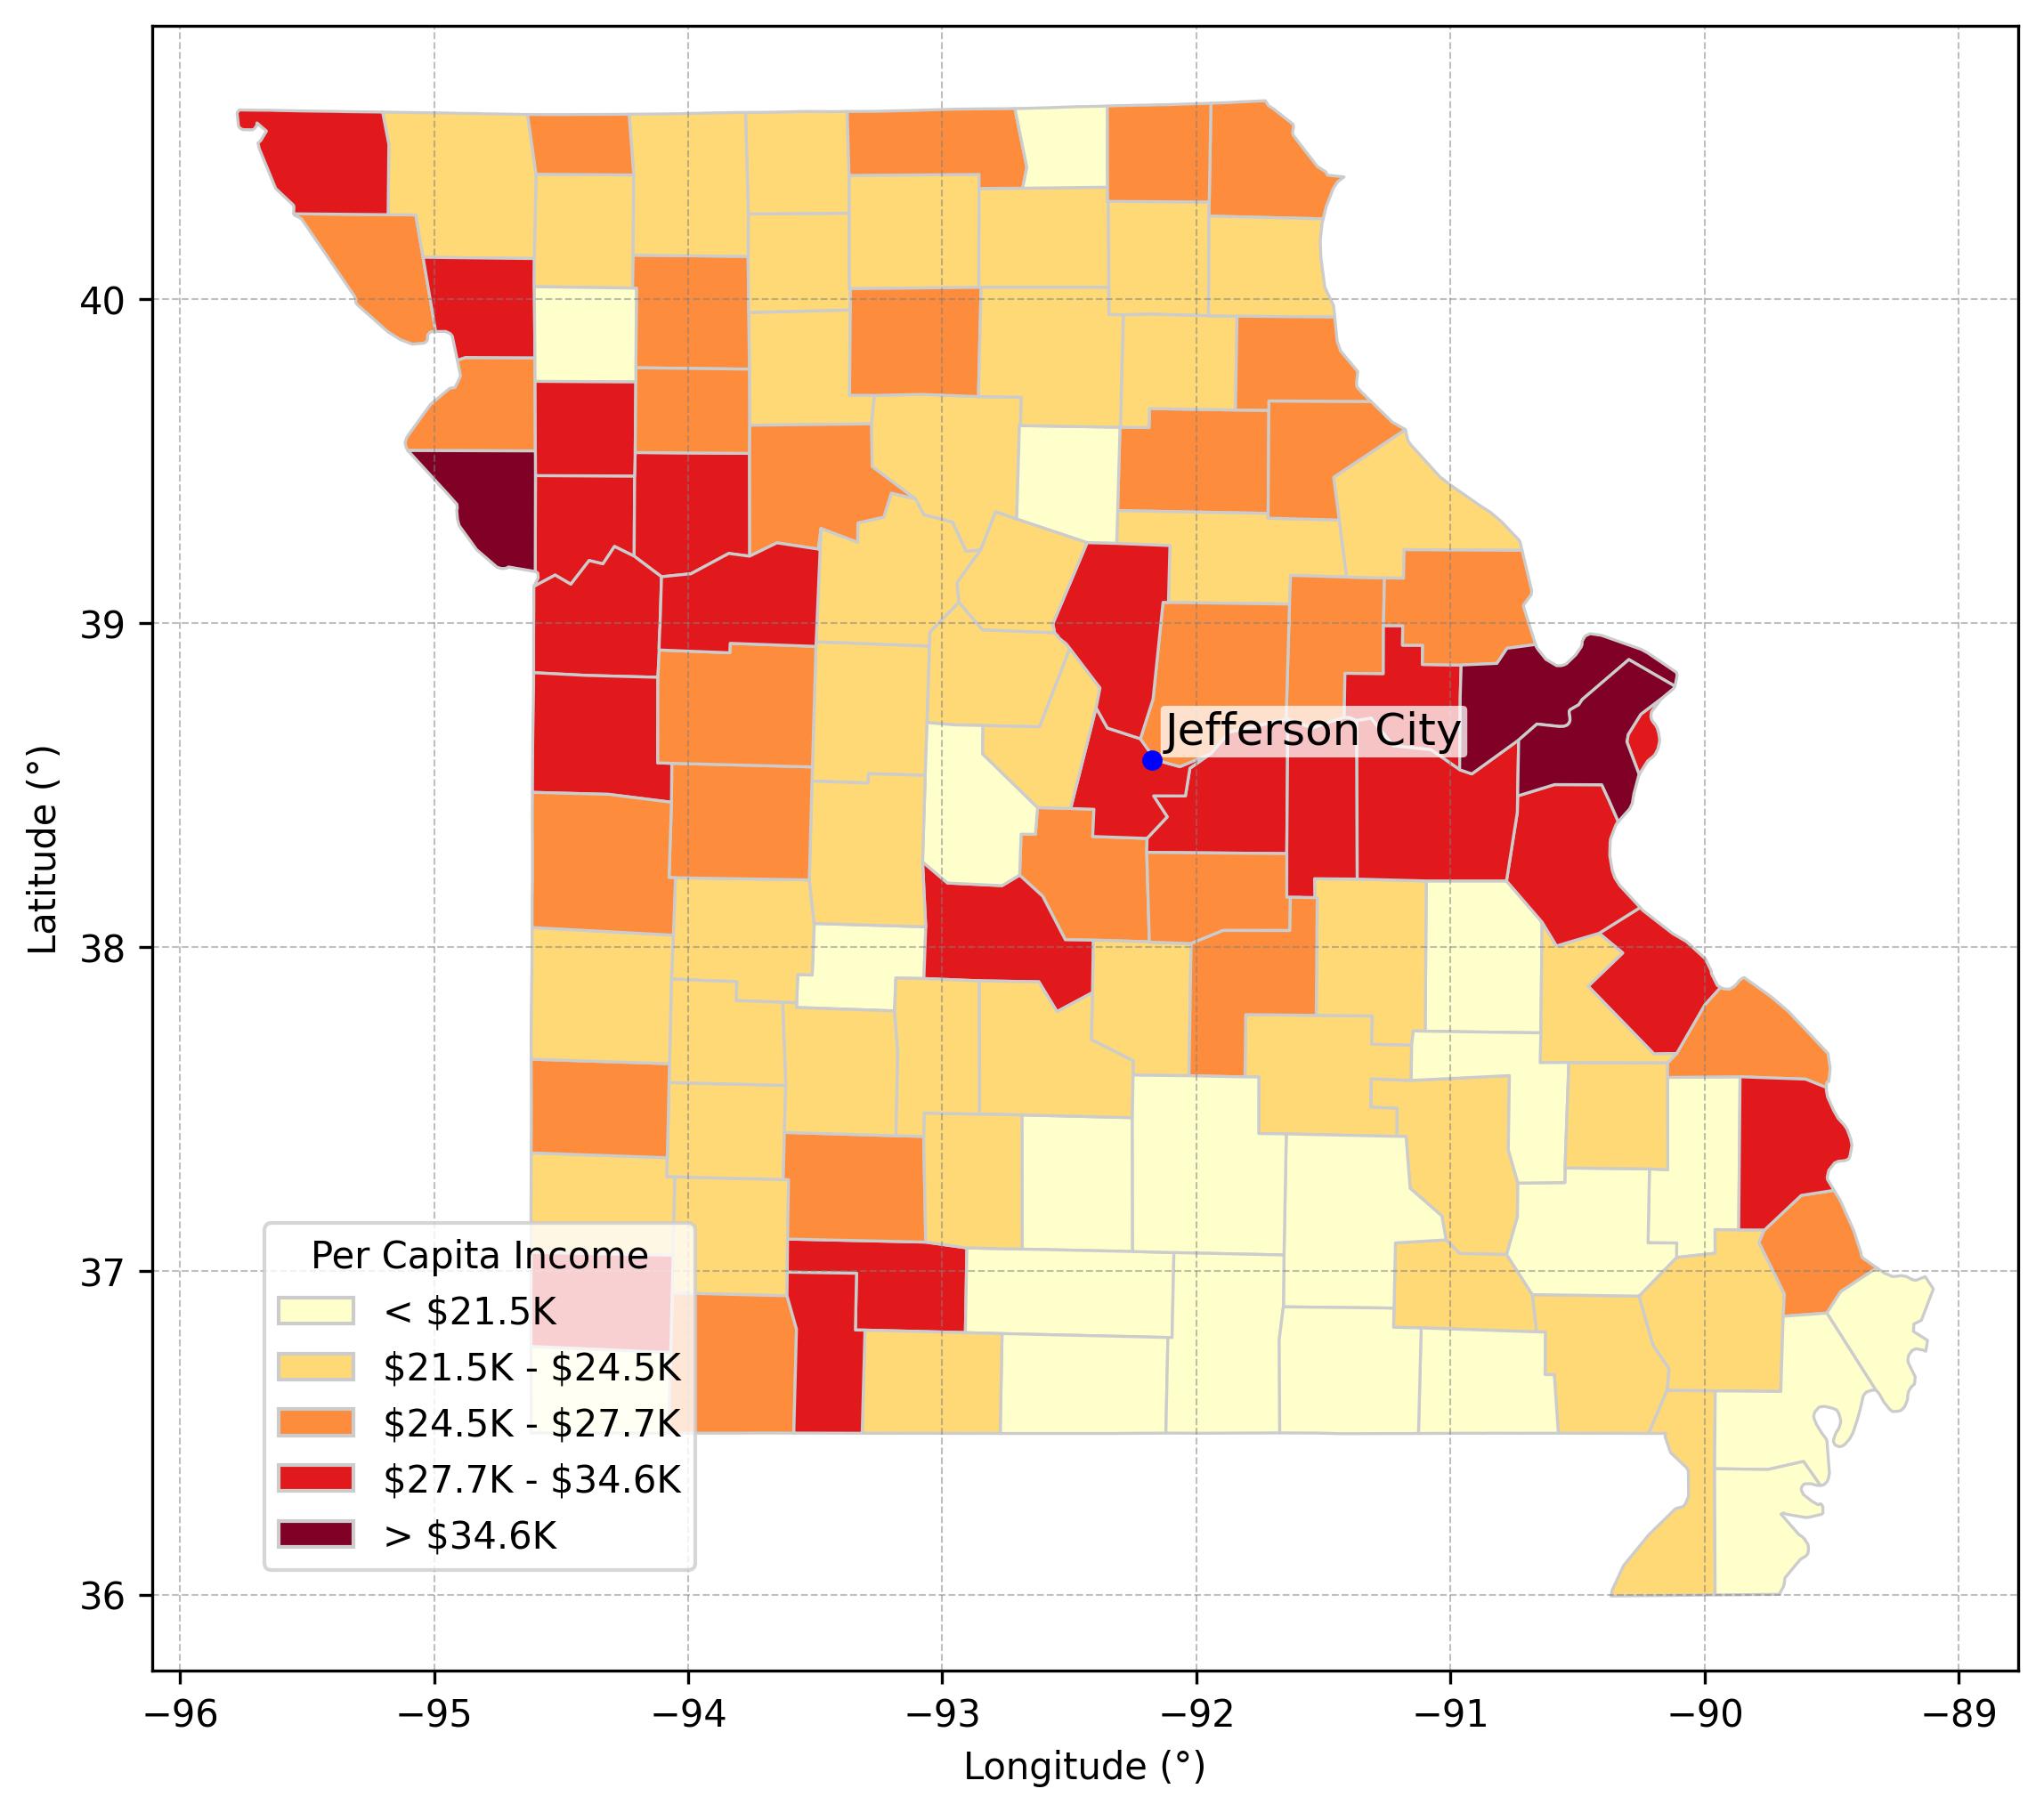 Jefferson City
Per Capita Income
< $21.5K
$21.5K - $24.5K
$24.5K - $27.7K
$27.7K - $34.6K
> $34.6K
40
39
38
37
36
Latitude (°)
−96 −95 −94 −93 −92 −91 −90 −89
Longitude (°)